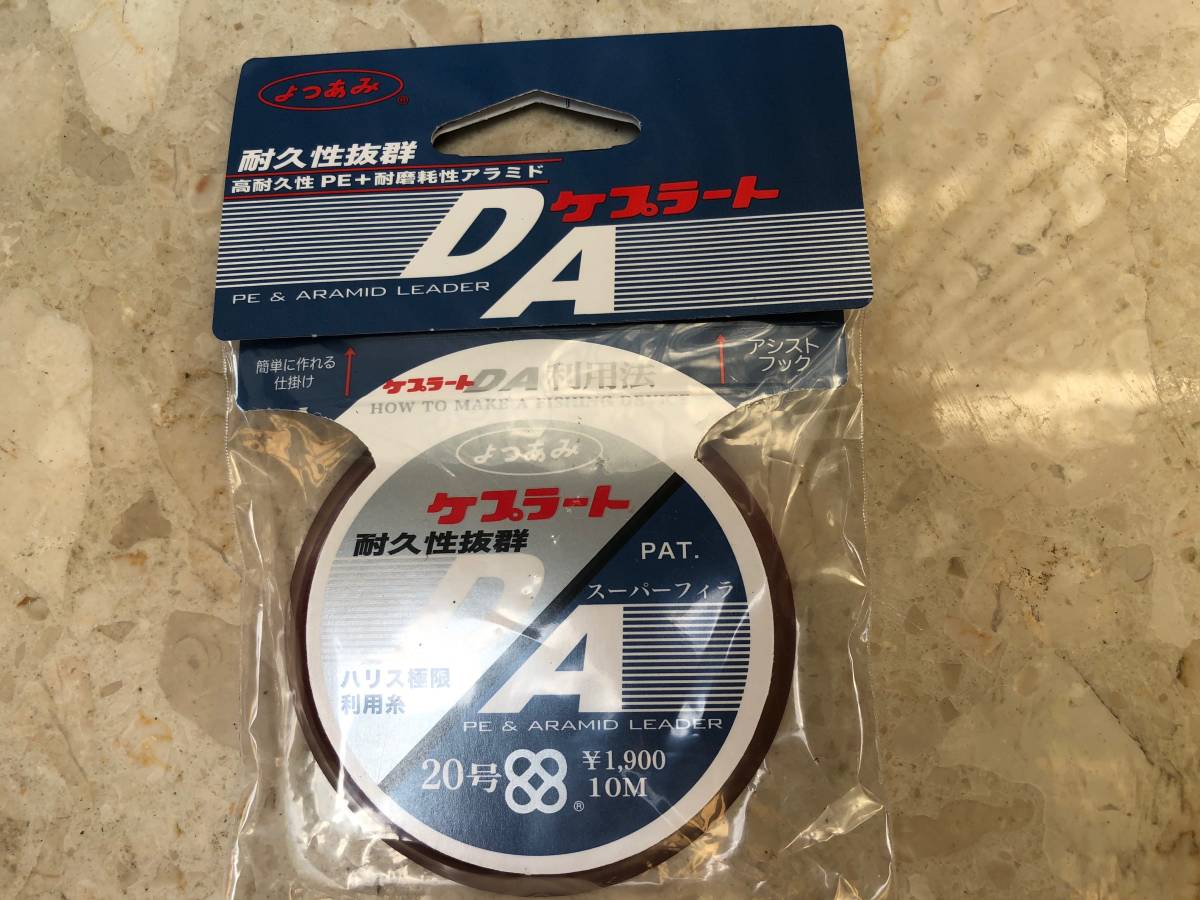 よつあみ®
耐久性抜群
高耐久性PE+耐磨耗性アラミド
ケプラート
DA
PE & ARAMID LEADER
簡単に作れる
仕掛け
アシスト
フック
ケプラートDA利用法
HOW TO MAKE A FISHING DEVICE
よつあみ
ケプラート
耐久性抜群
PAT.
スーパーフィラ
DA
ハリス極限
利用糸
PE & ARAMID LEADER
20号
¥1,900
10M
®